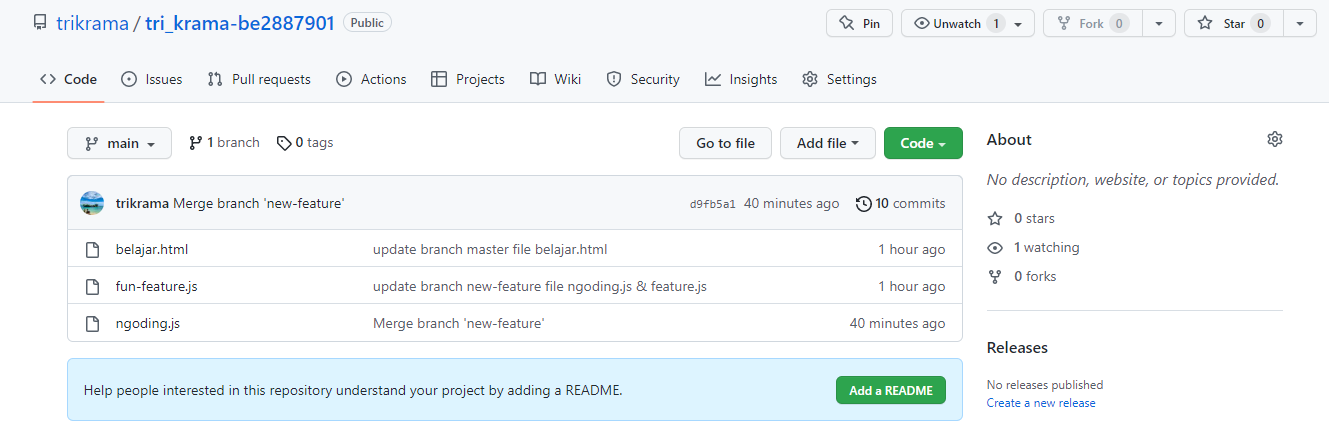 trikrama / tri_krama-be2887901 Public Pin Unwatch 1 Fork 0 Star 0
Code Issues Pull requests Actions Projects Wiki Security Insights Settings
main 1 branch 0 tags Go to file Add file Code
trikrama Merge branch 'new-feature' d9fb5a1 40 minutes ago 10 commits
belajar.html update branch master file belajar.html 1 hour ago
fun-feature.js update branch new-feature file ngoding.js & feature.js 1 hour ago
ngoding.js Merge branch 'new-feature' 40 minutes ago
Help people interested in this repository understand your project by adding a README. Add a README
About
No description, website, or topics provided.
0 stars
1 watching
0 forks
Releases
No releases published
Create a new release